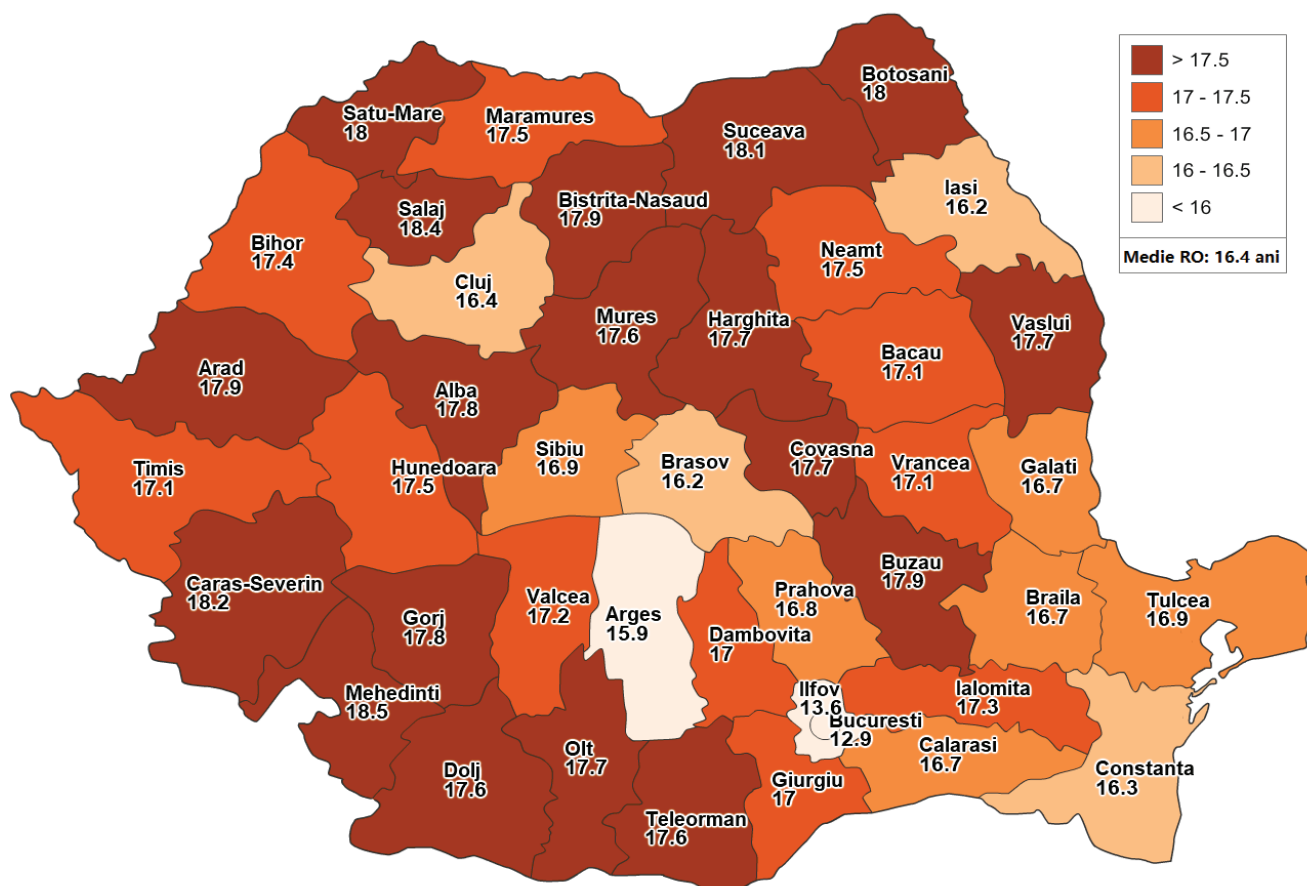 > 17.5
17 - 17.5
16.5 - 17
16 - 16.5
< 16
Medie RO: 16.4 ani
Botosani
18
Satu-Mare
18
Maramures
17.5
Suceava
18.1
Iasi
16.2
Bistrita-Nasaud
17.9
Salaj
18.4
Bihor
17.4
Neamt
17.5
Cluj
16.4
Mures
17.6
Harghita
17.7
Vaslui
17.7
Bacau
17.1
Arad
17.9
Alba
17.8
Sibiu
16.9
Brasov
16.2
Covasna
17.7
Vrancea
17.1
Galati
16.7
Timis
17.1
Hunedoara
17.5
Caras-Severin
18.2
Gorj
17.8
Valcea
17.2
Arges
15.9
Dambovita
17
Prahova
16.8
Buzau
17.9
Braila
16.7
Tulcea
16.9
Mehedinti
18.5
Ilfov
13.6
Bucuresti
12.9
Ialomita
17.3
Calarasi
16.7
Constanta
16.3
Dolj
17.6
Olt
17.7
Teleorman
17.6
Giurgiu
17